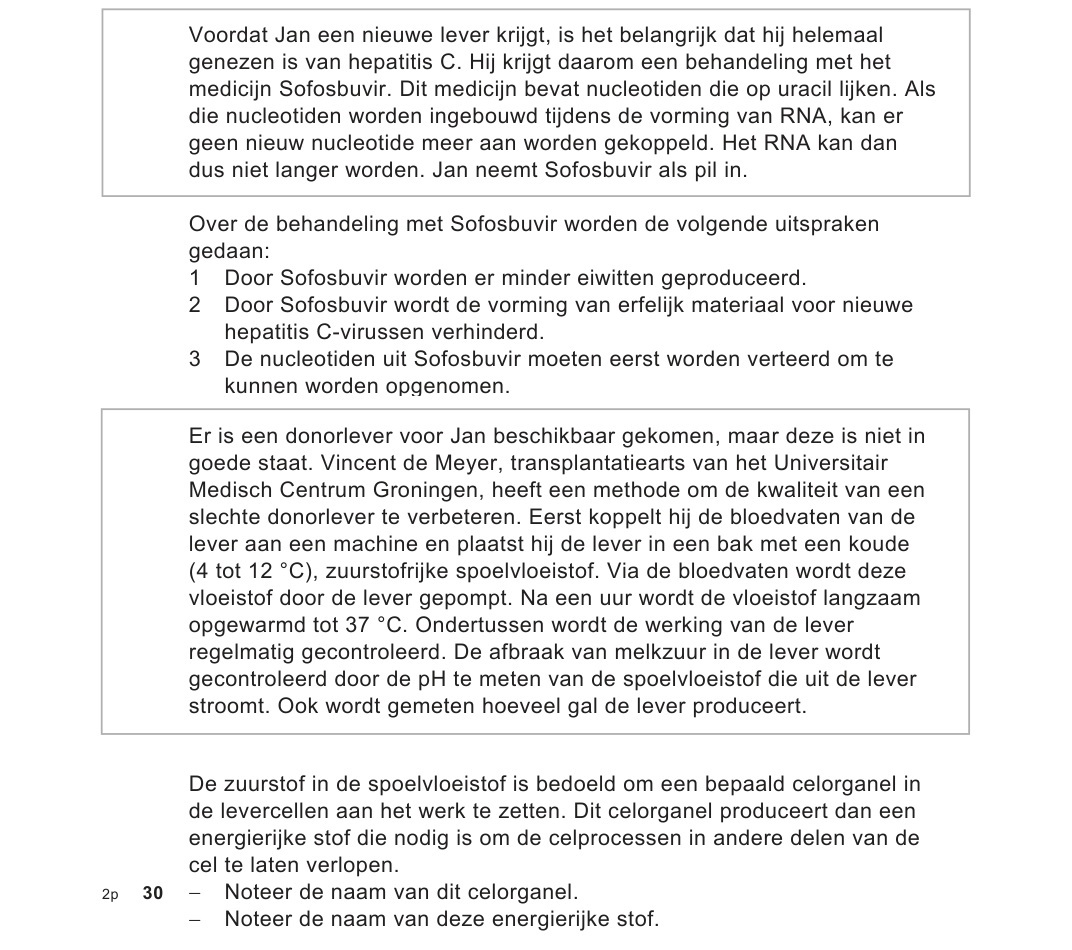 Voordat Jan een nieuwe lever krijgt, is het belangrijk dat hij helemaal
genezen is van hepatitis C. Hij krijgt daarom een behandeling met het
medicijn Sofosbuvir. Dit medicijn bevat nucleotiden die op uracil lijken. Als
die nucleotiden worden ingebouwd tijdens de vorming van RNA, kan er
geen nieuw nucleotide meer aan worden gekoppeld. Het RNA kan dan
dus niet langer worden. Jan neemt Sofosbuvir als pil in.
Over de behandeling met Sofosbuvir worden de volgende uitspraken
gedaan:
1 Door Sofosbuvir worden er minder eiwitten geproduceerd.
2 Door Sofosbuvir wordt de vorming van erfelijk materiaal voor nieuwe
hepatitis C-virussen verhinderd.
3 De nucleotiden uit Sofosbuvir moeten eerst worden verteerd om te
kunnen worden opgenomen.
Er is een donorlever voor Jan beschikbaar gekomen, maar deze is niet in
goede staat. Vincent de Meyer, transplantatiearts van het Universitair
Medisch Centrum Groningen, heeft een methode om de kwaliteit van een
slechte donorlever te verbeteren. Eerst koppelt hij de bloedvaten van de
lever aan een machine en plaatst hij de lever in een bak met een koude
(4 tot 12 °C), zuurstofrijke spoelvloeistof. Via de bloedvaten wordt deze
vloeistof door de lever gepompt. Na een uur wordt de vloeistof langzaam
opgewarmd tot 37 °C. Ondertussen wordt de werking van de lever
regelmatig gecontroleerd. De afbraak van melkzuur in de lever wordt
gecontroleerd door de pH te meten van de spoelvloeistof die uit de lever
stroomt. Ook wordt gemeten hoeveel gal de lever produceert.
De zuurstof in de spoelvloeistof is bedoeld om een bepaald celorganel in
de levercellen aan het werk te zetten. Dit celorganel produceert dan een
energierijke stof die nodig is om de celprocessen in andere delen van de
cel te laten verlopen.
2p 30 – Noteer de naam van dit celorganel.
– Noteer de naam van deze energierijke stof.